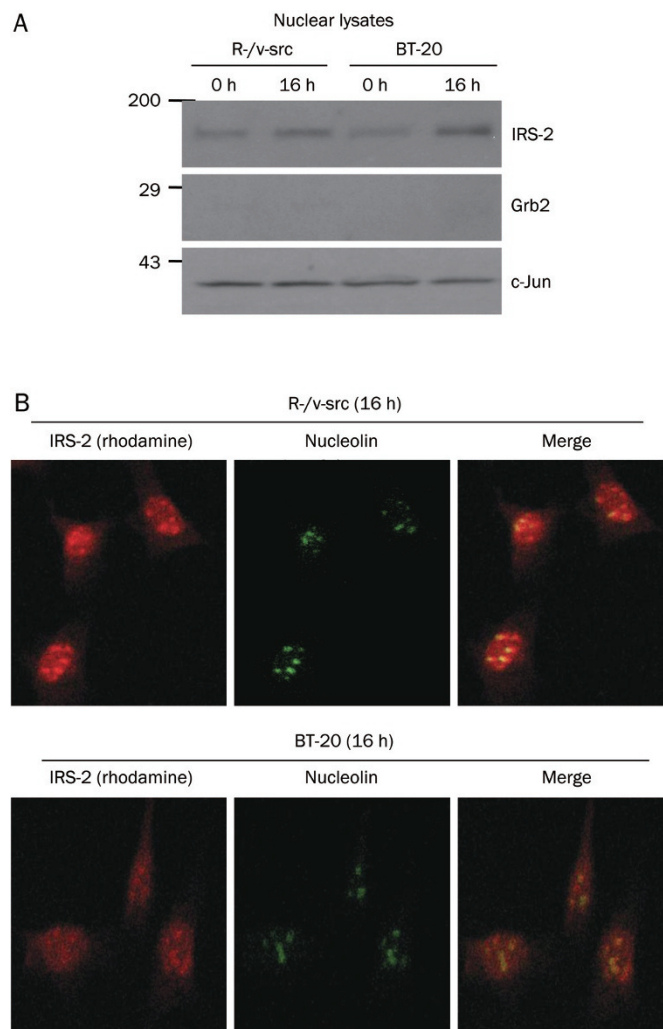 A
Nuclear lysates
R-/v-src BT-20
0 h 16 h 0 h 16 h
200
IRS-2
29
Grb2
43
c-Jun
B
R-/v-src (16 h)
IRS-2 (rhodamine) Nucleolin Merge
BT-20 (16 h)
IRS-2 (rhodamine) Nucleolin Merge